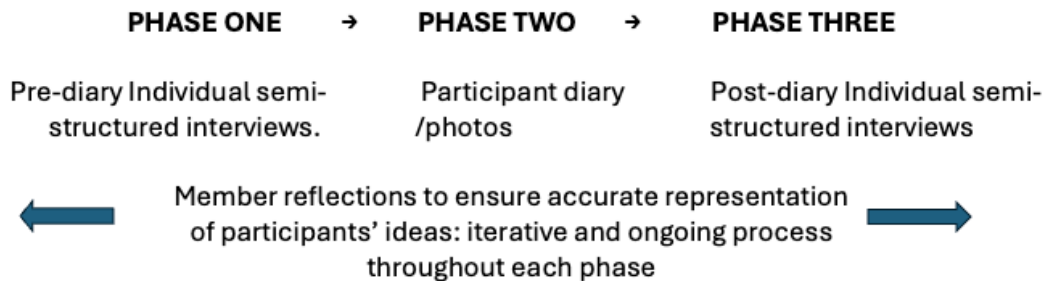 PHASE ONE → PHASE TWO → PHASE THREE
Pre-diary Individual semi-
structured interviews.
Participant diary
/photos
Post-diary Individual semi-
structured interviews
Member reflections to ensure accurate representation
of participants’ ideas: iterative and ongoing process
throughout each phase